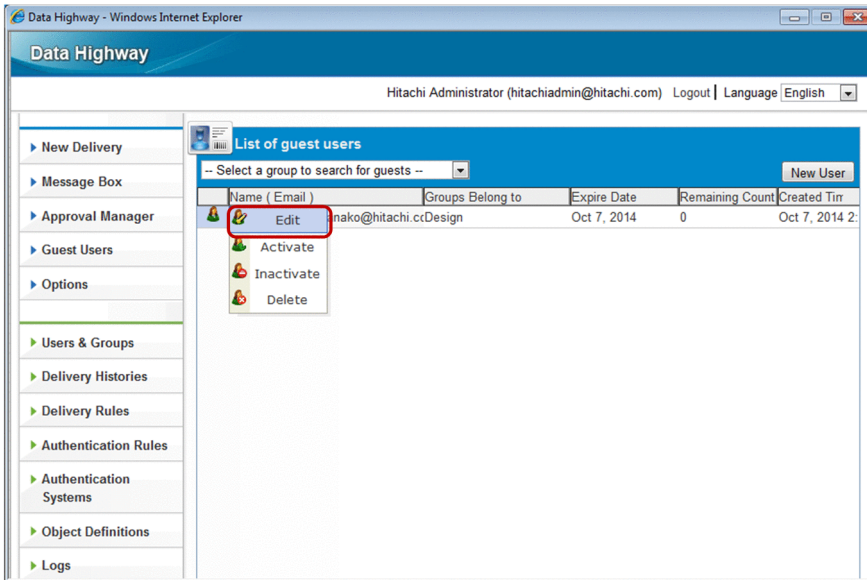 Data Highway - Windows Internet Explorer
Data Highway
Hitachi Administrator (hitachiadmin@hitachi.com) Logout Language English
New Delivery
Message Box
Approval Manager
Guest Users
Options
Users & Groups
Delivery Histories
Delivery Rules
Authentication Rules
Authentication
Systems
Object Definitions
Logs
List of guest users
-- Select a group to search for guests --
New User
Name ( Email ) Groups Belong to Expire Date Remaining Count Created Tim
nako@hitachi.cc Design Oct 7, 2014 0 Oct 7, 2014 2:
Edit
Activate
Inactivate
Delete